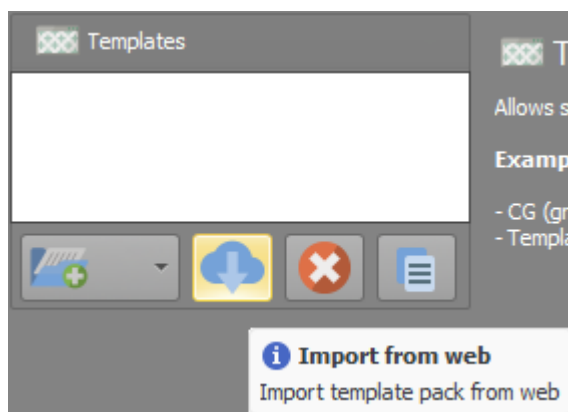 Templates
Allows s
Examp
- CG (gr
- Templa
Import from web
Import template pack from web